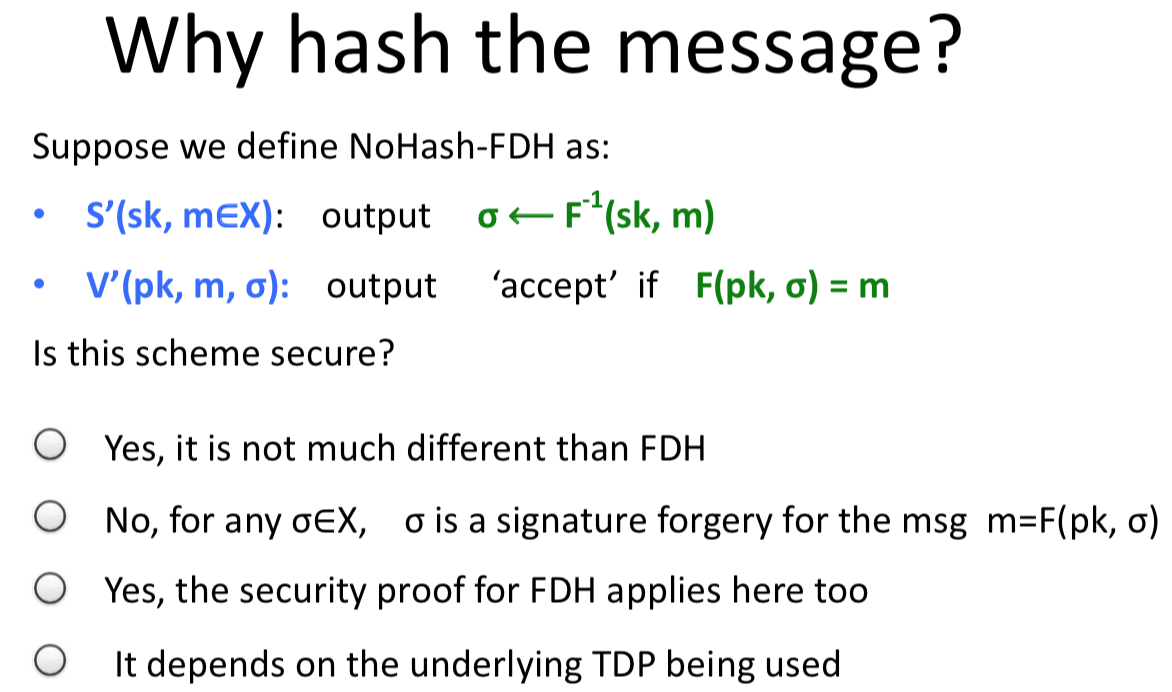 Why hash the message?
Suppose we define NoHash-FDH as:
• S’(sk, m∈X): output σ ⟵ F⁻¹(sk, m)
• V’(pk, m, σ): output ‘accept’ if F(pk, σ) = m
Is this scheme secure?
Yes, it is not much different than FDH
No, for any σ∈X, σ is a signature forgery for the msg m=F(pk, σ)
Yes, the security proof for FDH applies here too
It depends on the underlying TDP being used